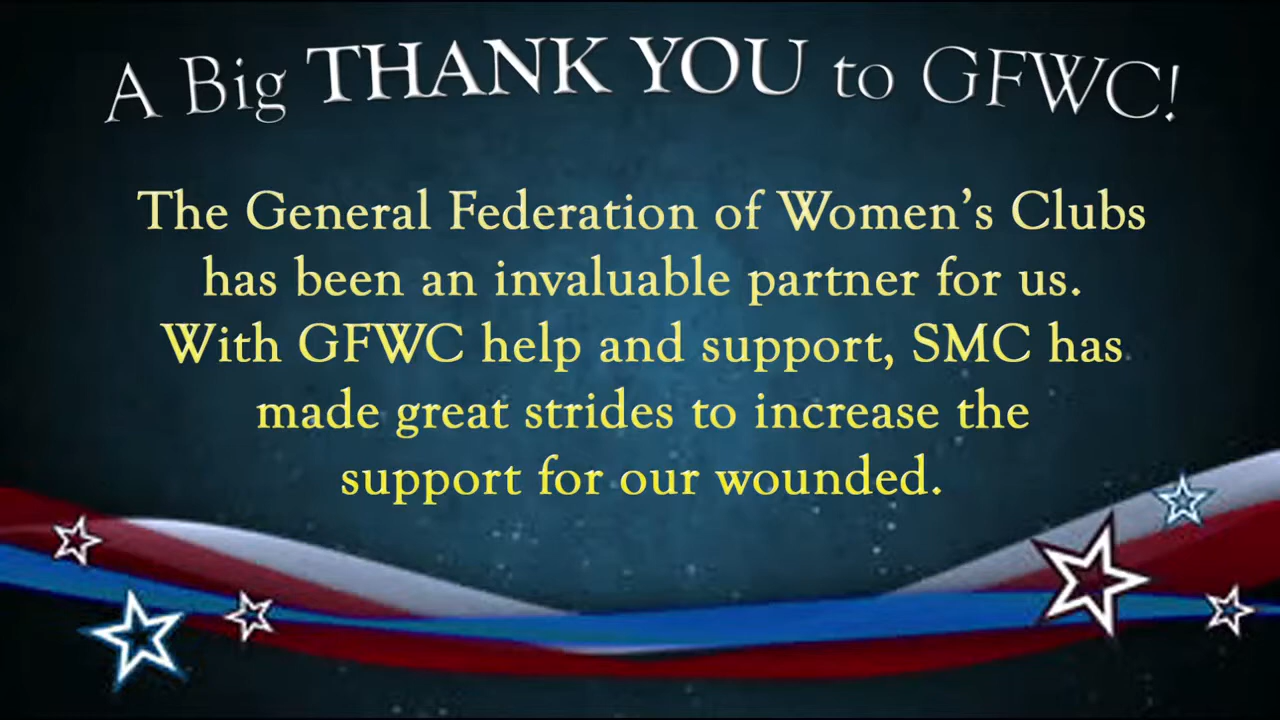 A Big THANK YOU to GFWC!
The General Federation of Women’s Clubs
has been an invaluable partner for us.
With GFWC help and support, SMC has
made great strides to increase the
support for our wounded.